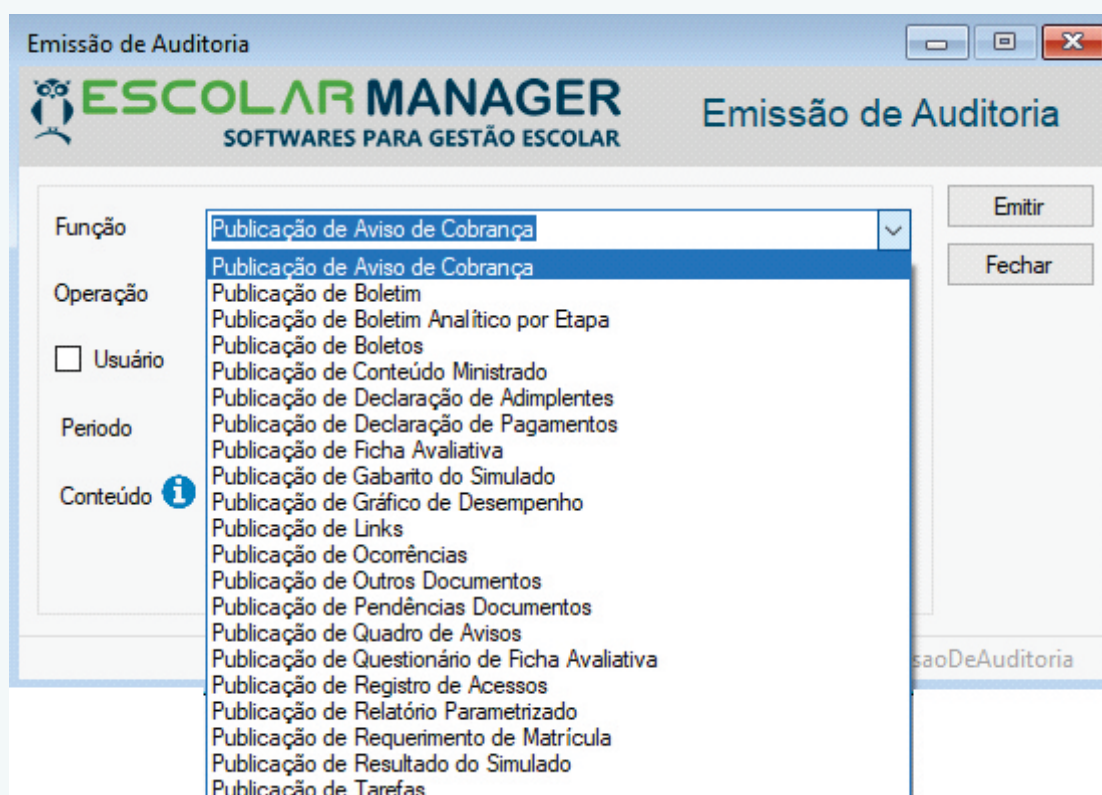 Emissão de Auditoria
ESCOLAR MANAGER
SOFTWARES PARA GESTÃO ESCOLAR
Emissão de Auditoria
Função
Publicação de Aviso de Cobrança
Emitir
Fechar
Operação
Usuário
Periodo
Conteúdo
Publicação de Aviso de Cobrança
Publicação de Boletim
Publicação de Boletim Analítico por Etapa
Publicação de Boletos
Publicação de Conteúdo Ministrado
Publicação de Declaração de Adimplentes
Publicação de Declaração de Pagamentos
Publicação de Ficha Avaliativa
Publicação de Gabarito do Simulado
Publicação de Gráfico de Desempenho
Publicação de Links
Publicação de Ocorrências
Publicação de Outros Documentos
Publicação de Pendências Documentos
Publicação de Quadro de Avisos
Publicação de Questionário de Ficha Avaliativa
Publicação de Registro de Acessos
Publicação de Relatório Parametrizado
Publicação de Requerimento de Matrícula
Publicação de Resultado do Simulado
Publicação de Tarefas
saoDeAuditoria